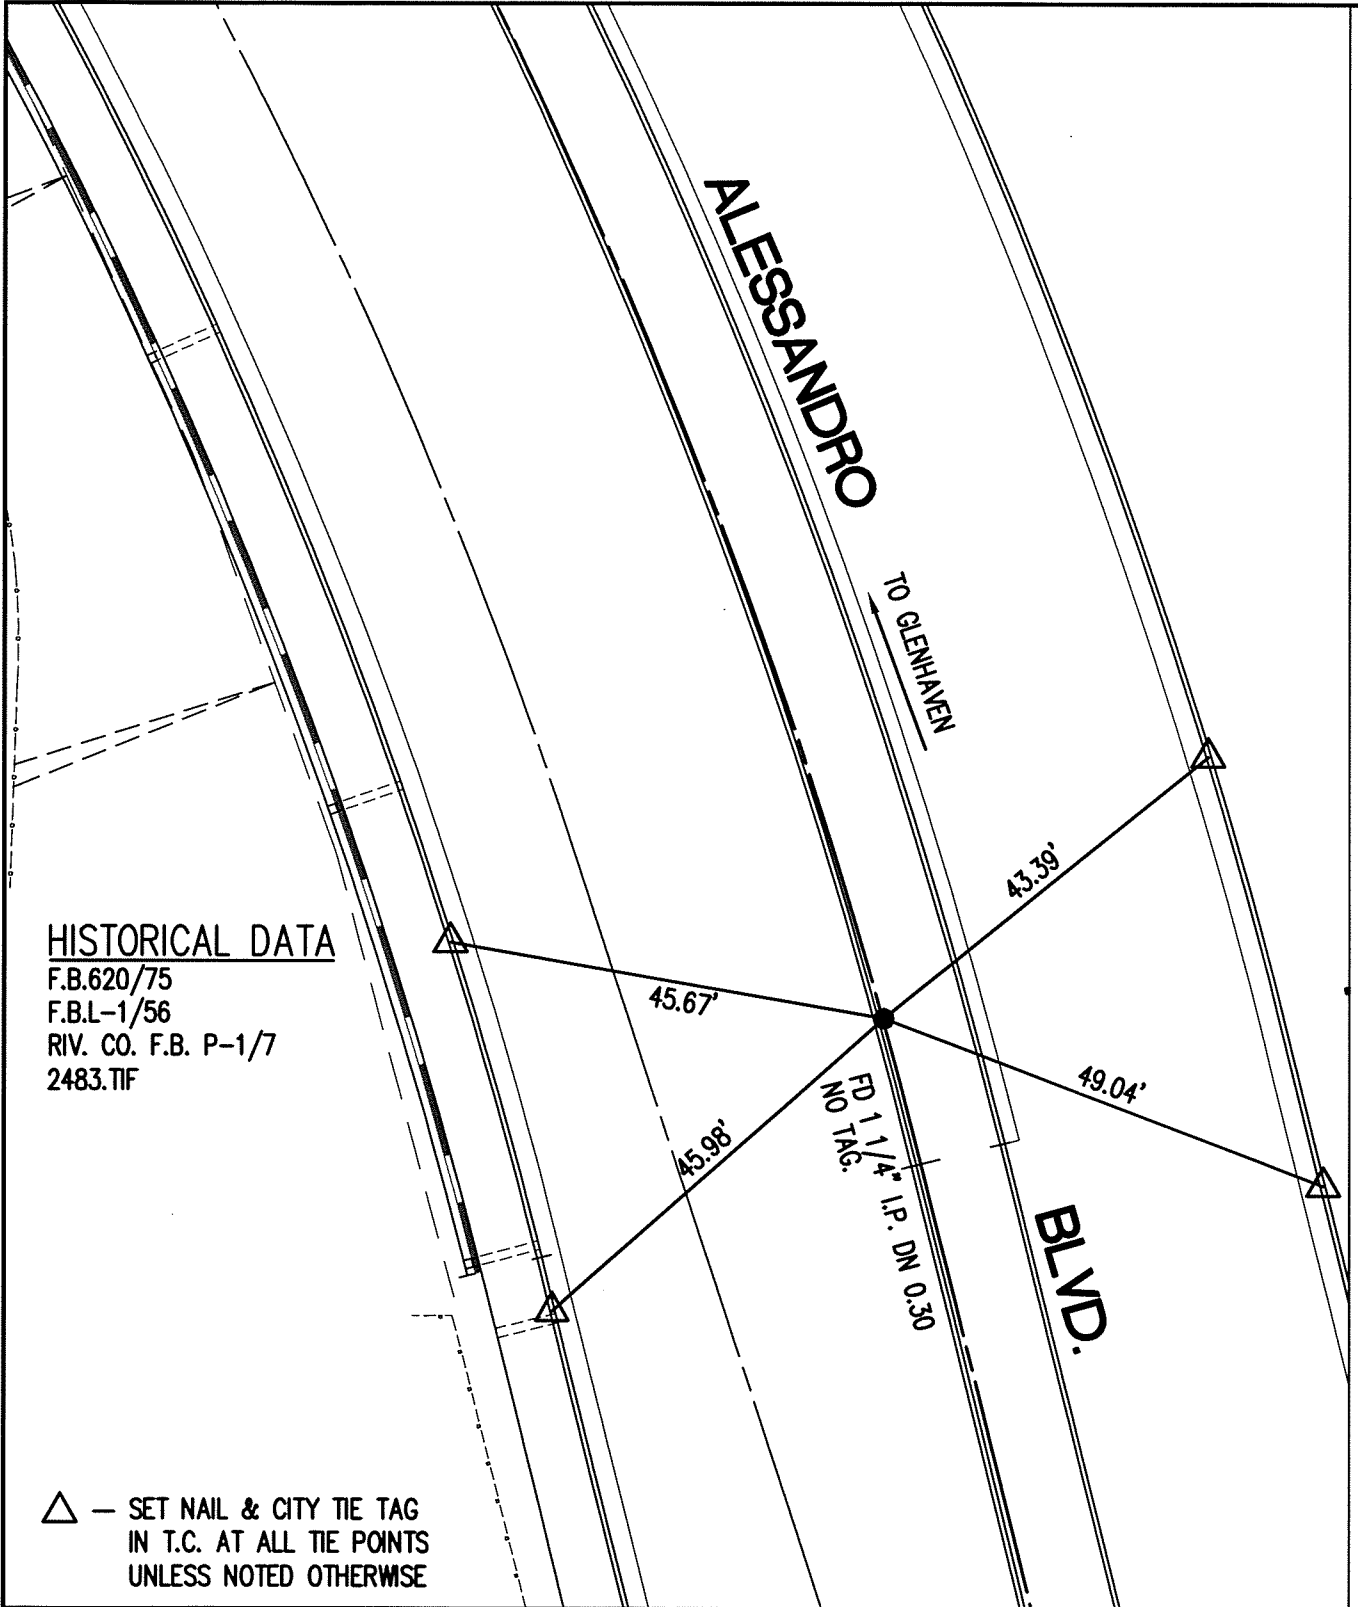 ALESSANDRO
TO GLENHAVEN
43.39'
HISTORICAL DATA
F.B.620/75
F.B.L-1/56
RIV. CO. F.B. P-1/7
2483.TIF
45.67'
49.04'
45.98'
FD 1 1/4" I.P. DN 0.30
NO TAG.
BLVD.
— SET NAIL & CITY TIE TAG
IN T.C. AT ALL TIE POINTS
UNLESS NOTED OTHERWISE